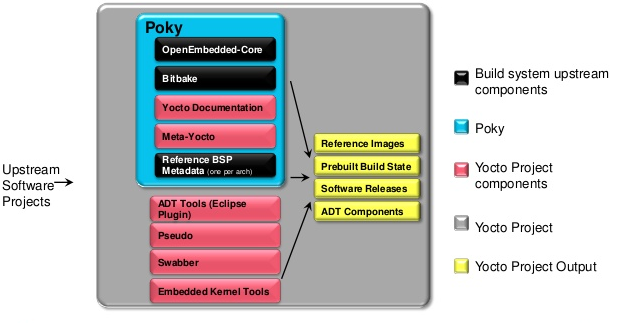 Poky
OpenEmbedded-Core
Bitbake
Yocto Documentation
Meta-Yocto
Reference BSP
Metadata (one per arch)
ADT Tools (Eclipse
Plugin)
Pseudo
Swabber
Embedded Kernel Tools
Upstream
Software
Projects
Reference Images
Prebuilt Build State
Software Releases
ADT Components
Build system upstream
components
Poky
Yocto Project
components
Yocto Project
Yocto Project Output